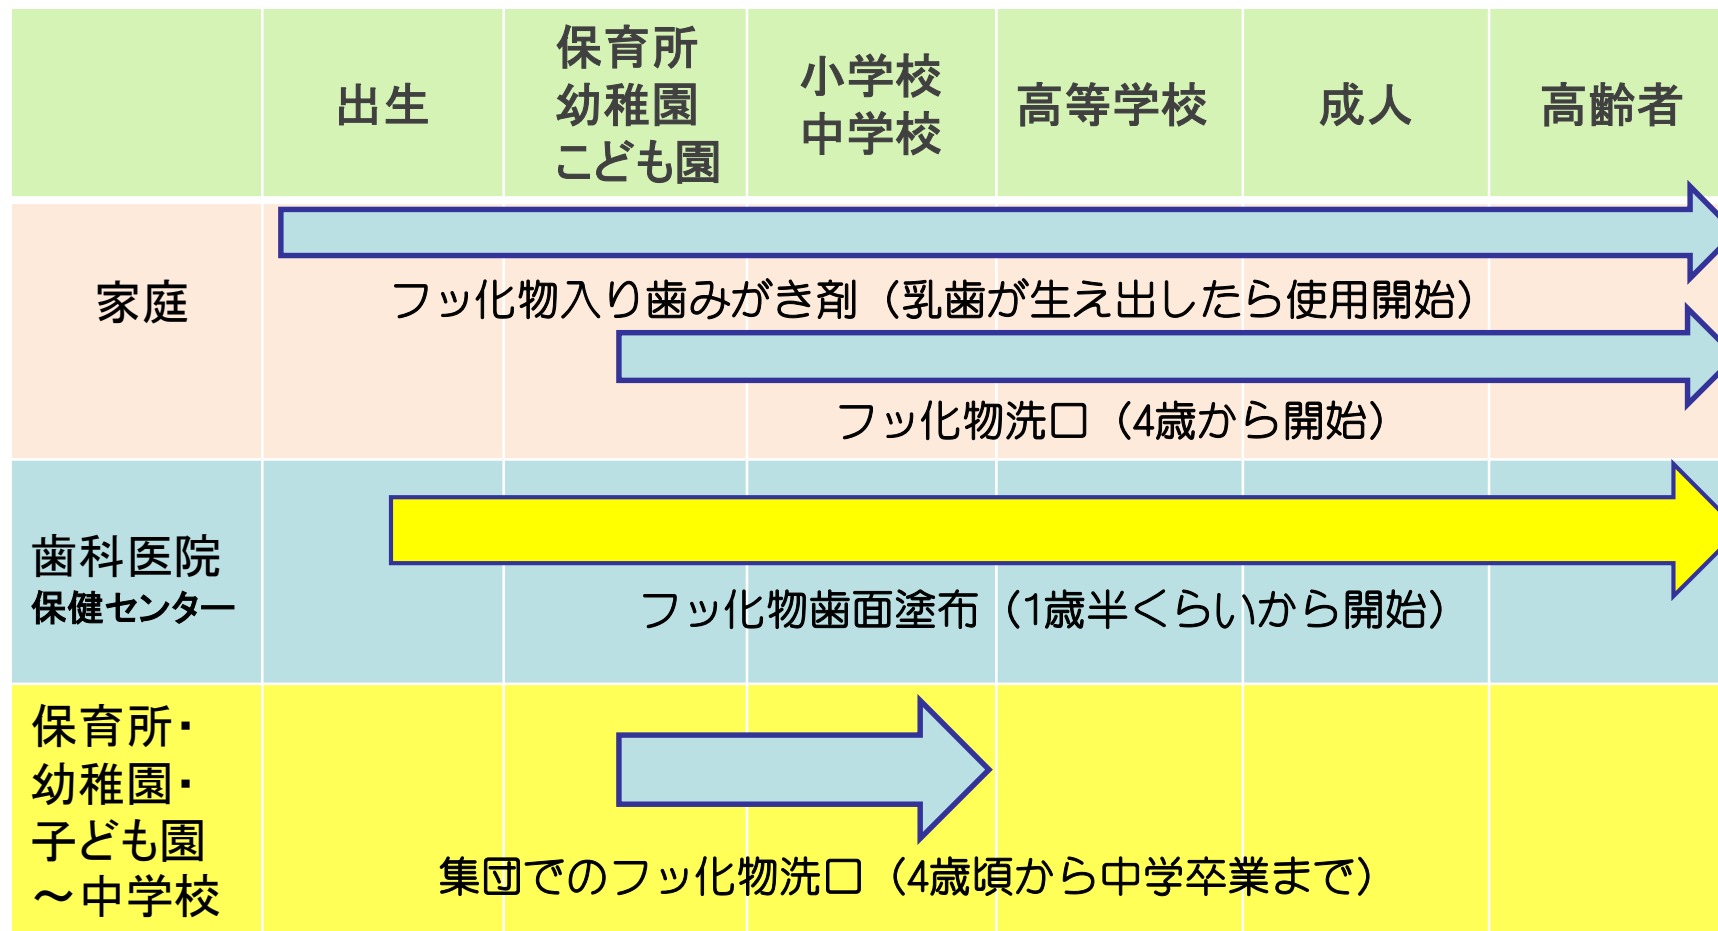 出生
保育所
幼稚園
こども園
小学校
中学校
高等学校
成人
高齢者
家庭
フッ化物入り歯みがき剤（乳歯が生え出したら使用開始）
フッ化物洗口（4歳から開始）
歯科医院
保健センター
フッ化物歯面塗布（1歳半くらいから開始）
保育所・
幼稚園・
子ども園
～中学校
集団でのフッ化物洗口（4歳頃から中学卒業まで）